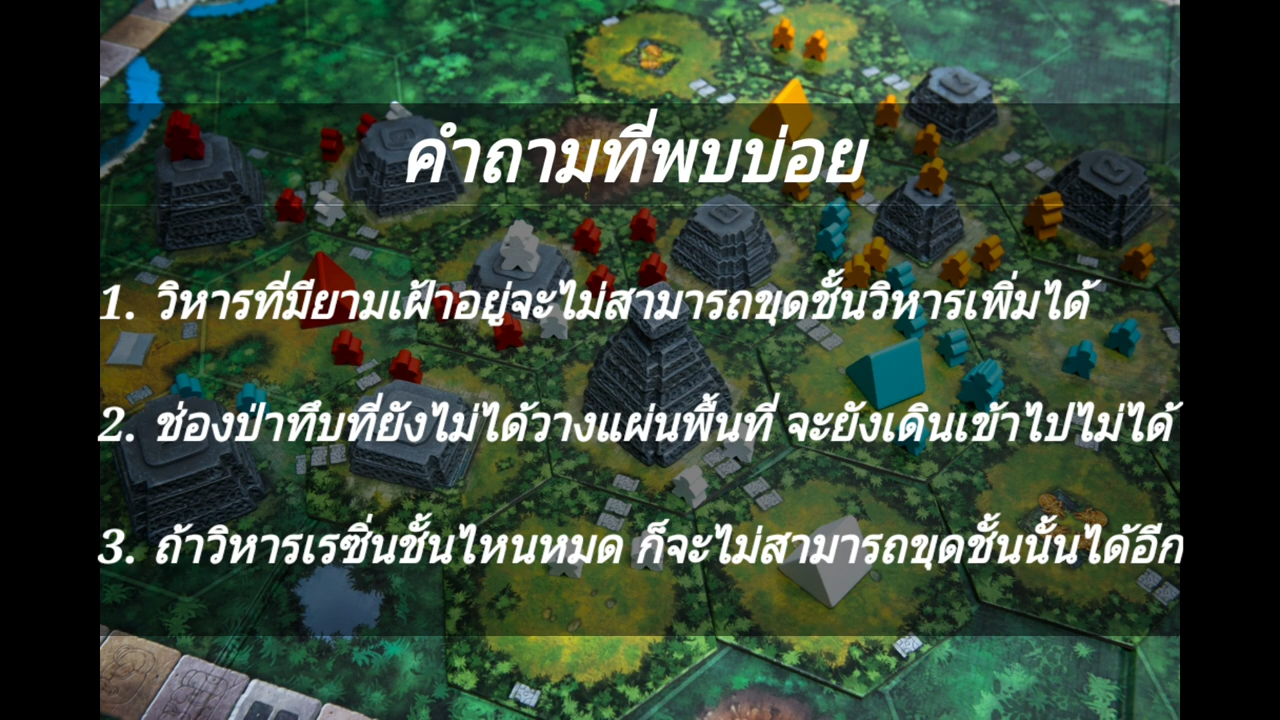 คำถามที่พบบ่อย
1. วิหารที่มียามเฝ้าอยู่จะไม่สามารถขุดชั้นวิหารเพิ่มได้
2. ช่องป่าทึบที่ยังไม่ได้วางแผ่นพื้นที่ จะยังเดินเข้าไปไม่ได้
3. ถ้าวิหารเรซิ่นชั้นไหนหมด ก็จะไม่สามารถขุดชั้นนั้นได้อีก